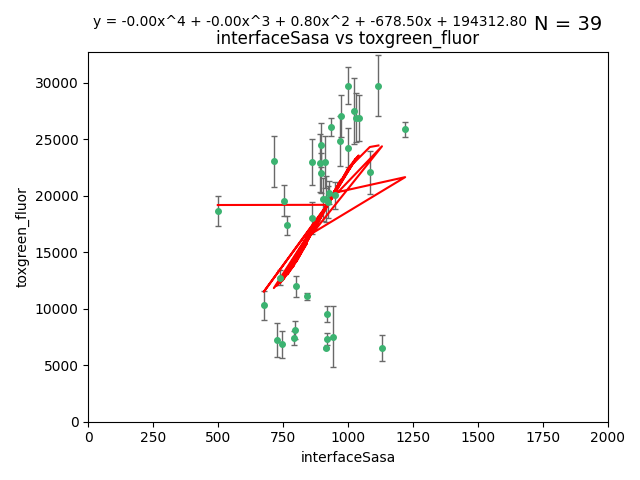 y = -0.00x^4 + -0.00x^3 + 0.80x^2 + -678.50x + 194312.80 N = 39
interfaceSasa vs toxgreen_fluor
30000
25000
20000
15000
10000
5000
0
toxgreen_fluor
0 250 500 750 1000 1250 1500 1750 2000
interfaceSasa